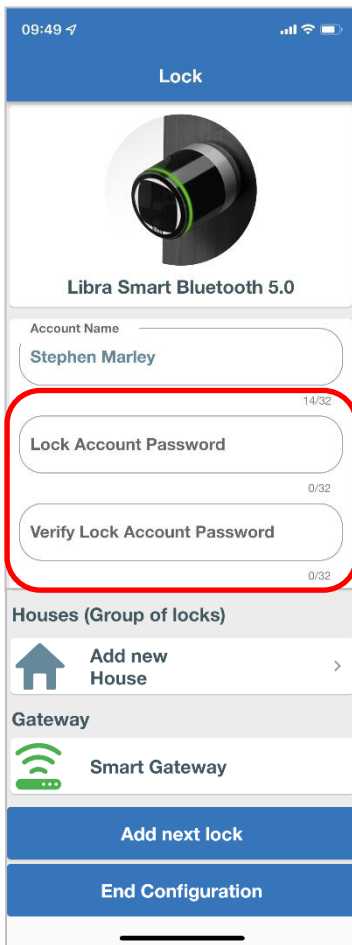 09:49
Lock
Libra Smart Bluetooth 5.0
Account Name
Stephen Marley
14/32
Lock Account Password
0/32
Verify Lock Account Password
0/32
Houses (Group of locks)
Add new
House
Gateway
Smart Gateway
Add next lock
End Configuration